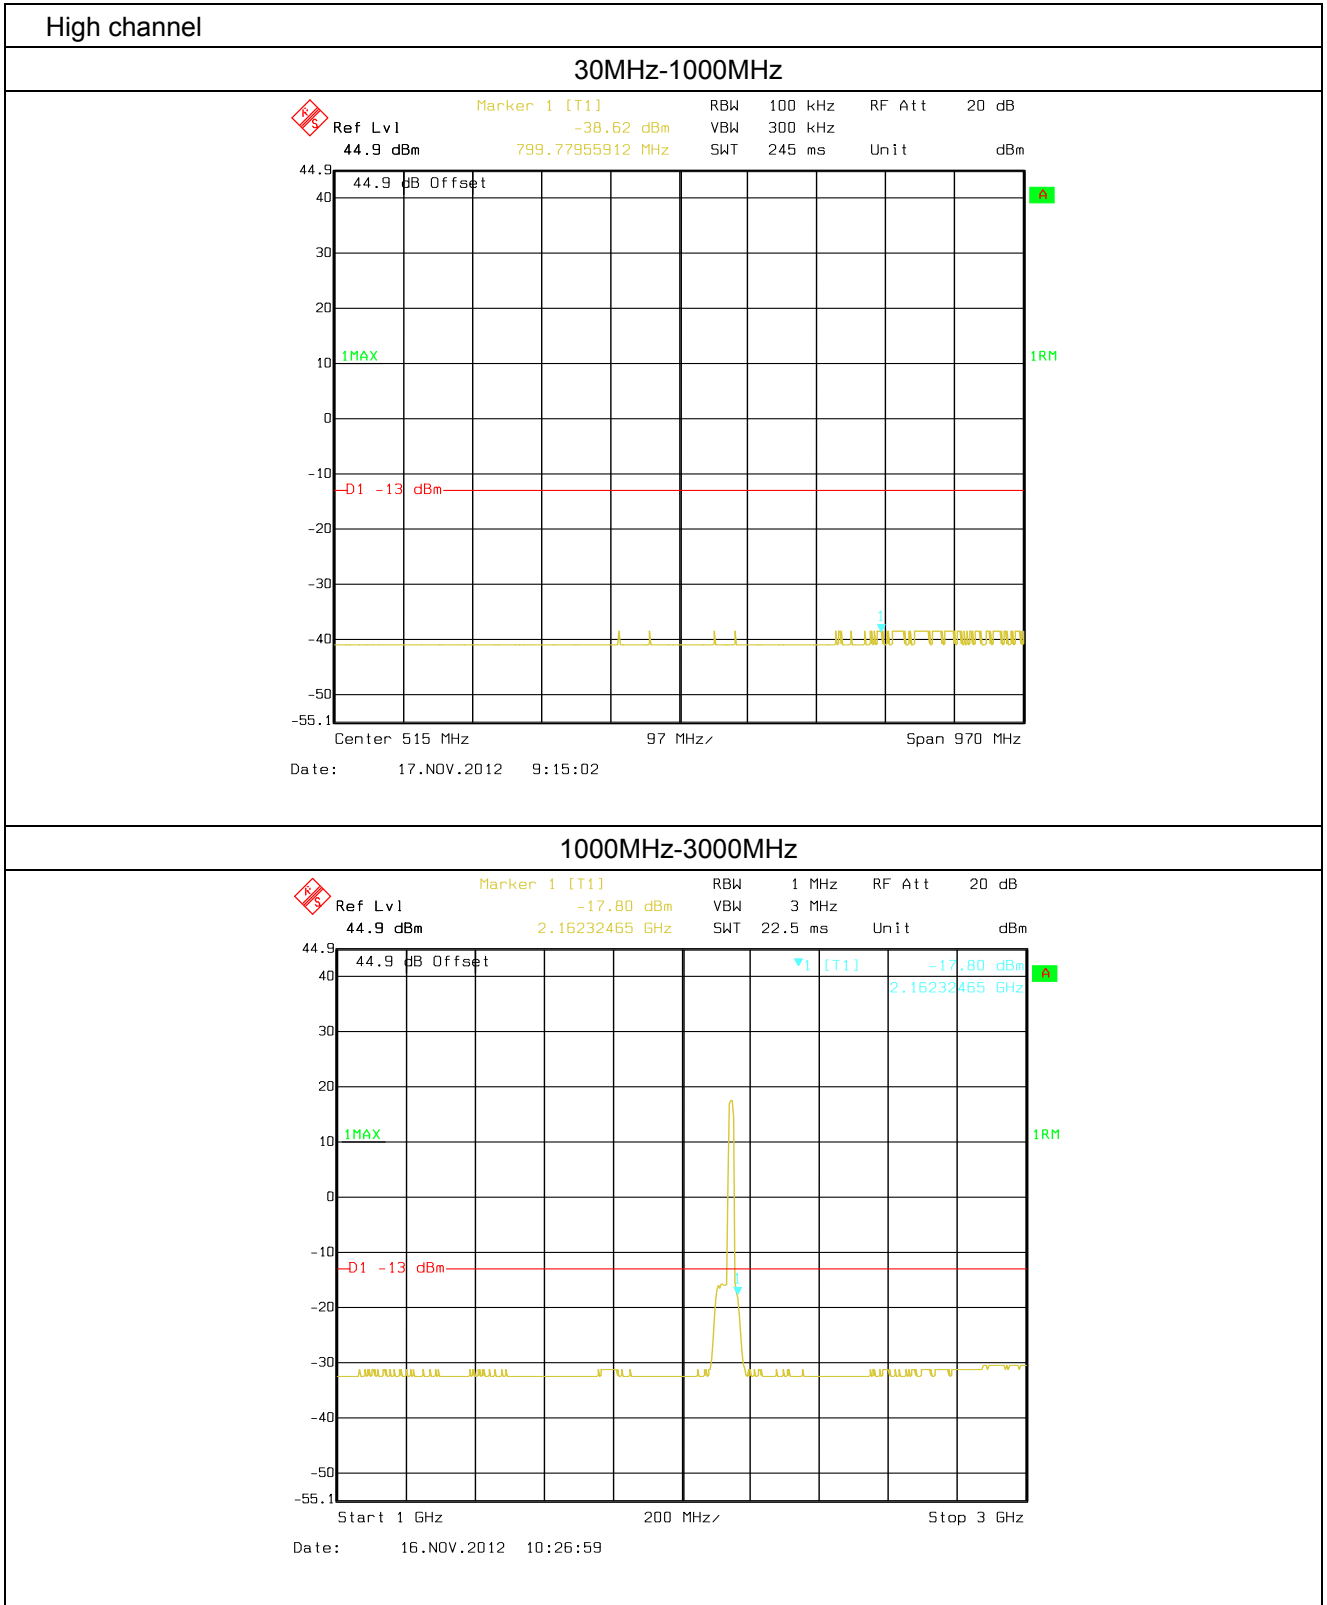 High channel
30MHz-1000MHz
R S
Marker 1 [T1] RBW 100 kHz RF Att 20 dB
Ref Lvl -38.62 dBm VBW 300 kHz
44.9 dBm 799.77955912 MHz SWT 245 ms Unit dBm
44.9
44.9 dB Offset
40
A
30
20
1MAX
1RM
10
0
-10
D1 -13 dBm
-20
-30
1
-40
-50
-55.1
Center 515 MHz 97 MHz/ Span 970 MHz
Date: 17.NOV.2012 9:15:02
1000MHz-3000MHz
R S
Marker 1 [T1] RBW 1 MHz RF Att 20 dB
Ref Lvl -17.80 dBm VBW 3 MHz
44.9 dBm 2.16232465 GHz SWT 22.5 ms Unit dBm
44.9
44.9 dB Offset
1 [T1] -17.80 dBm
40
A
2.16232465 GHz
30
20
1MAX
1RM
10
0
-10
D1 -13 dBm
1
-20
-30
-40
-50
-55.1
Start 1 GHz 200 MHz/ Stop 3 GHz
Date: 16.NOV.2012 10:26:59